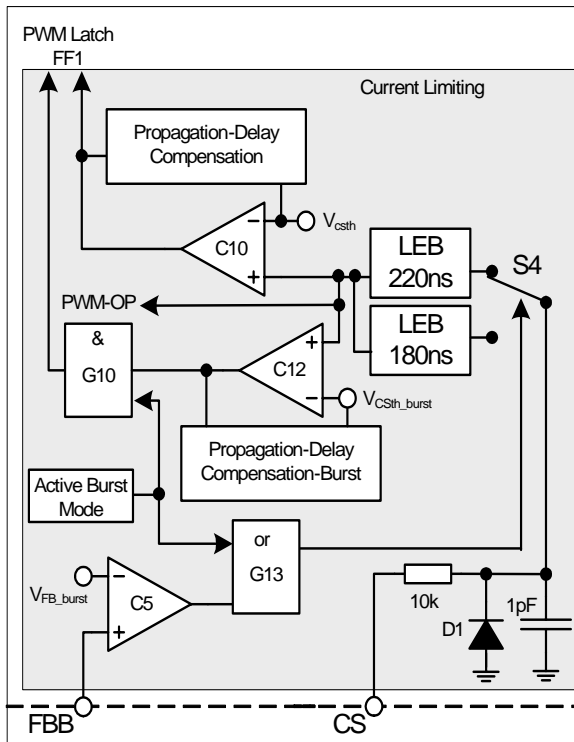 PWM Latch
FF1
Current Limiting
Propagation-Delay
Compensation
Vcsth
C10
−
+
LEB
220ns
S4
PWM-OP
LEB
180ns
&
G10
C12
+
−
VCSth_burst
Propagation-Delay
Compensation-Burst
Active Burst
Mode
or
G13
VFB_burst
−
C5
+
10k
D1
1pF
FBB
CS